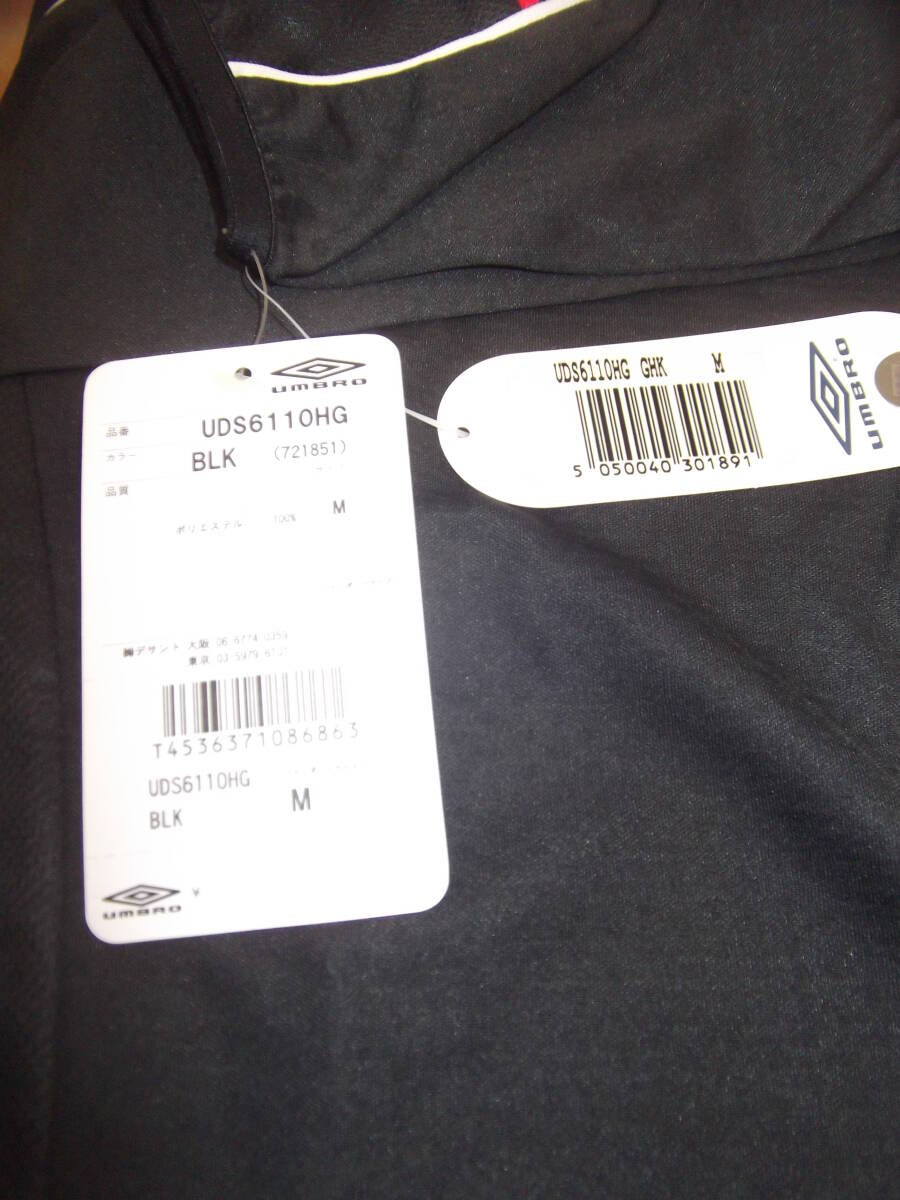 UMBRO
品番 UDS6110HG
カラー BLK (721851)
品質
M
ポリエステル 100%
㈱デサント 大阪 06 6774 0359
東京 03-5979-
T4536371086863
UDS6110HG
BLK M
UMBRO ¥
UDS6110HG GHK M
5 050040 301891
UMBRO